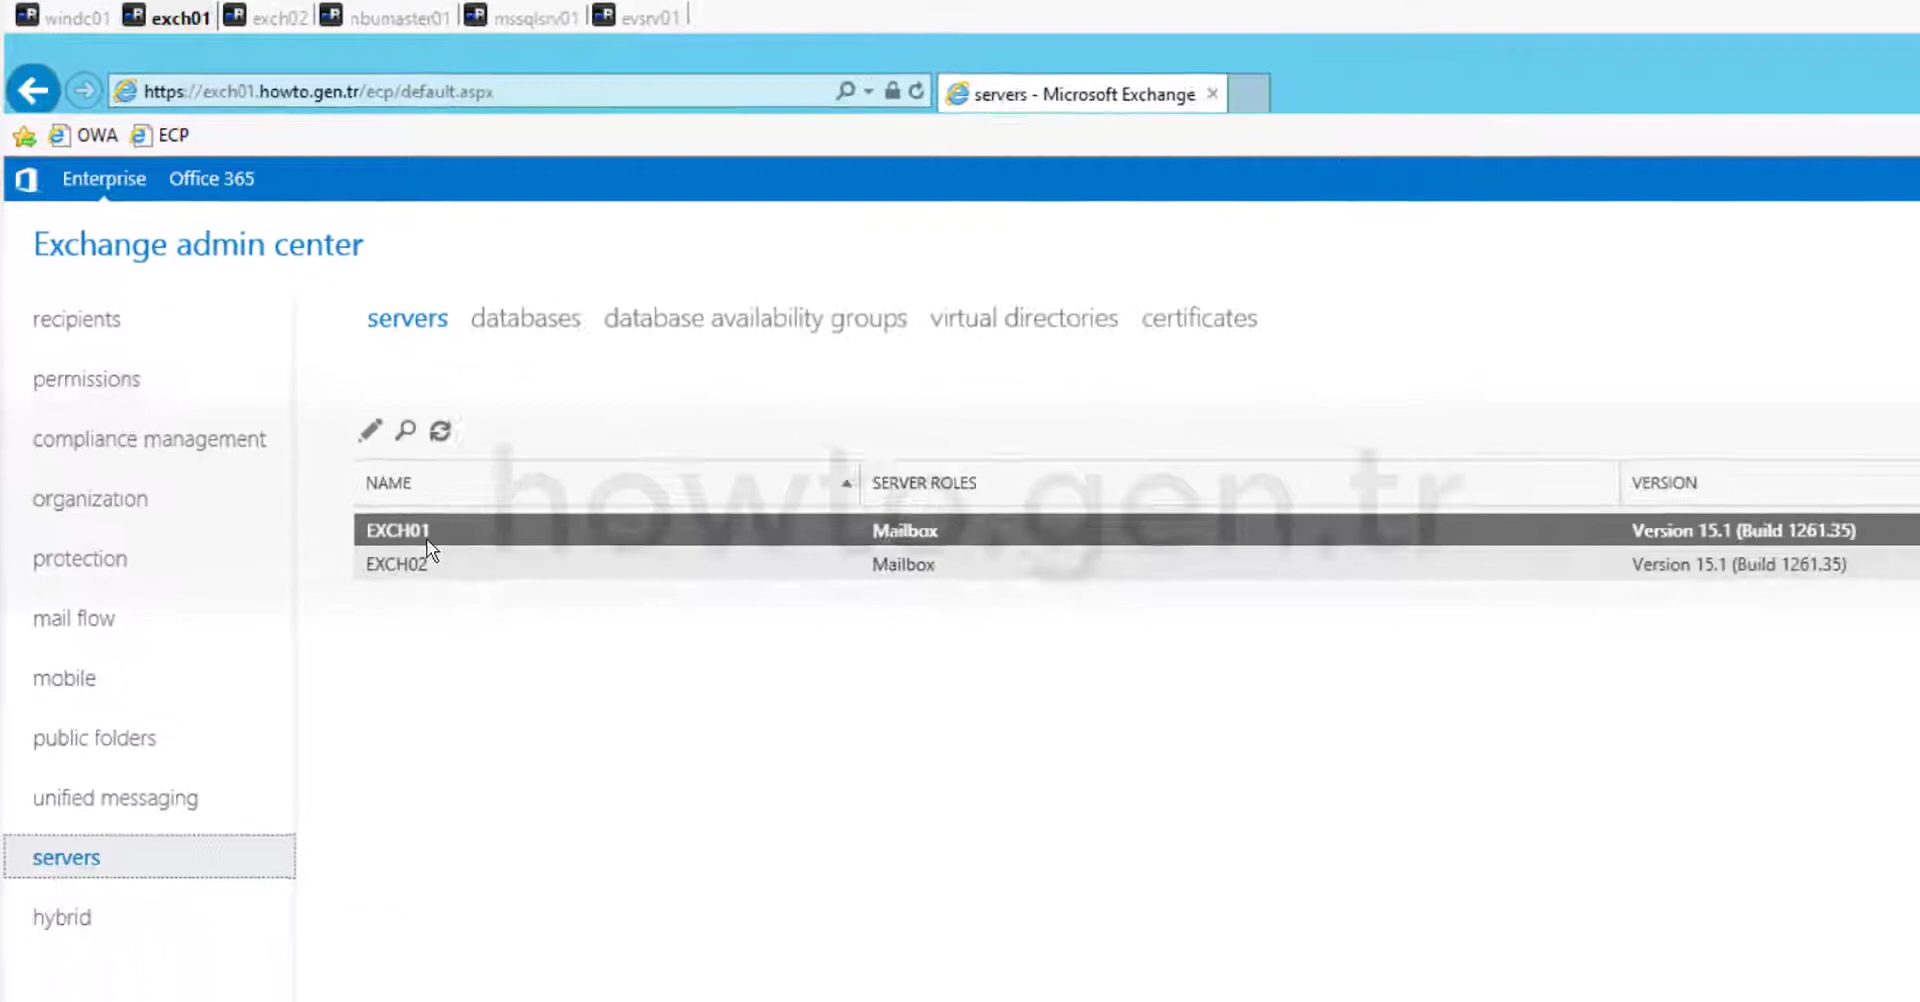 windc01 exch01 exch02 nbumaster01 mssqlsrv01 evsrv01
https://exch01.howto.gen.tr/ecp/default.aspx servers - Microsoft Exchange
OWA ECP
Enterprise Office 365
Exchange admin center
recipients
permissions
compliance management
organization
protection
mail flow
mobile
public folders
unified messaging
servers
hybrid
servers databases database availability groups virtual directories certificates
NAME SERVER ROLES VERSION
EXCH01 Mailbox Version 15.1 (Build 1261.35)
EXCH02 Mailbox Version 15.1 (Build 1261.35)
howto.gen.tr